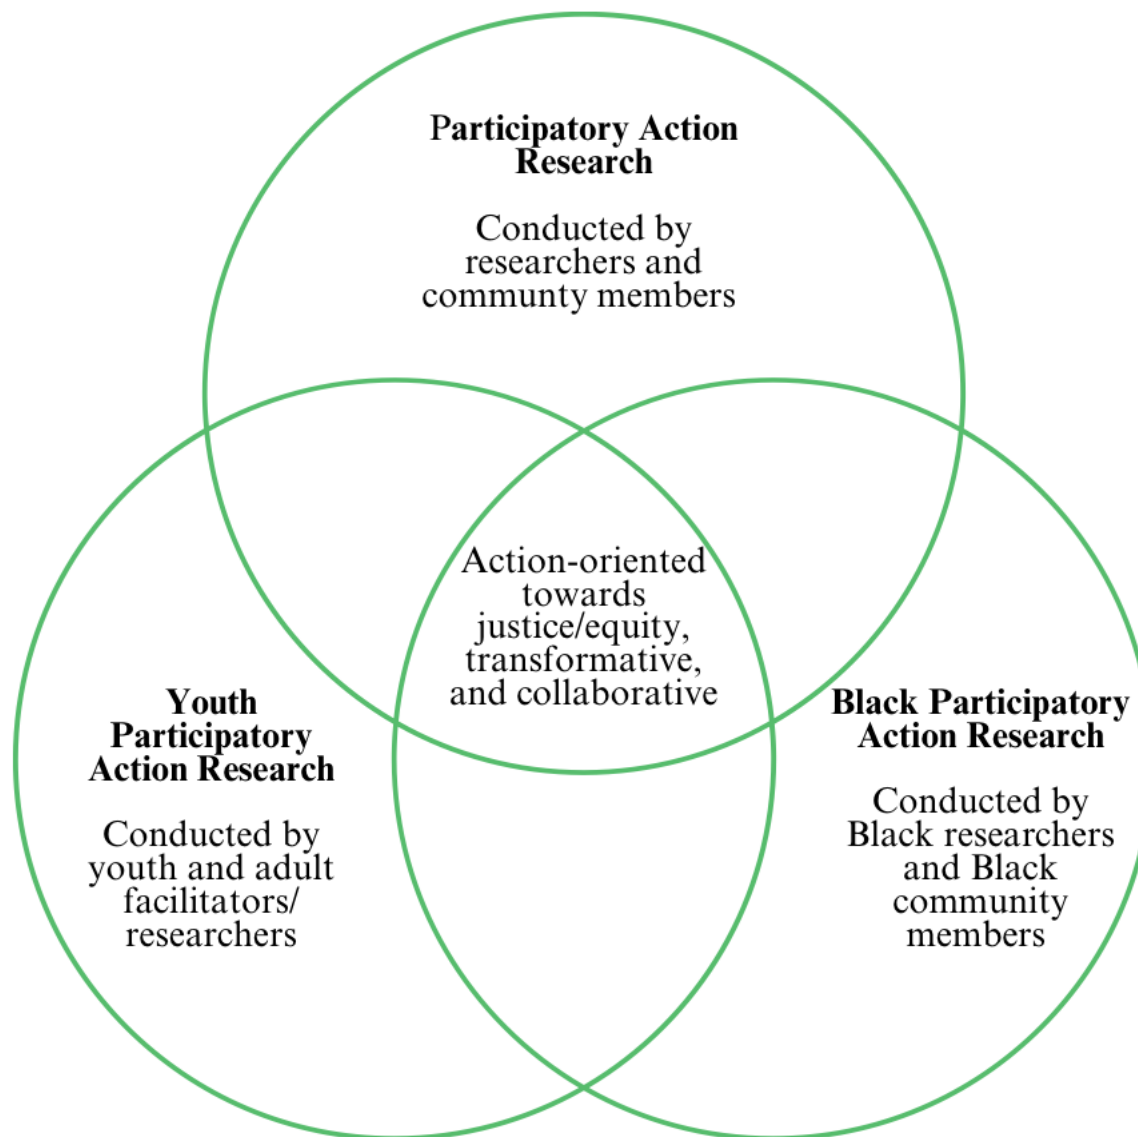 Participatory Action
Research
Conducted by
researchers and
communty members
Action-oriented
towards
justice/equity,
transformative,
and collaborative
Youth
Participatory
Action Research
Conducted by
youth and adult
facilitators/
researchers
Black Participatory
Action Research
Conducted by
Black researchers
and Black
community
members